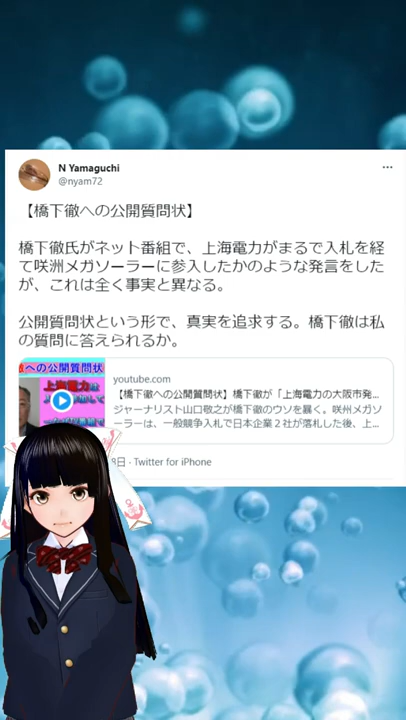 N Yamaguchi
@nyam72
【橋下徹への公開質問状】
橋下徹氏がネット番組で、上海電力がまるで入札を経
て咲洲メガソーラーに参入したかのような発言をした
が、これは全く事実と異なる。
公開質問状という形で、真実を追求する。橋下徹は私
の質問に答えられるか。
徹への公開質問状
上海電力は
youtube.com
【橋下徹への公開質問状】橋下徹が「上海電力の大阪市発...
ジャーナリスト山口敬之が橋下徹のウソを暴く。咲州メガソ
ーラーは、一般競争入札で日本企業２社が落札した後、上...
8日 · Twitter for iPhone